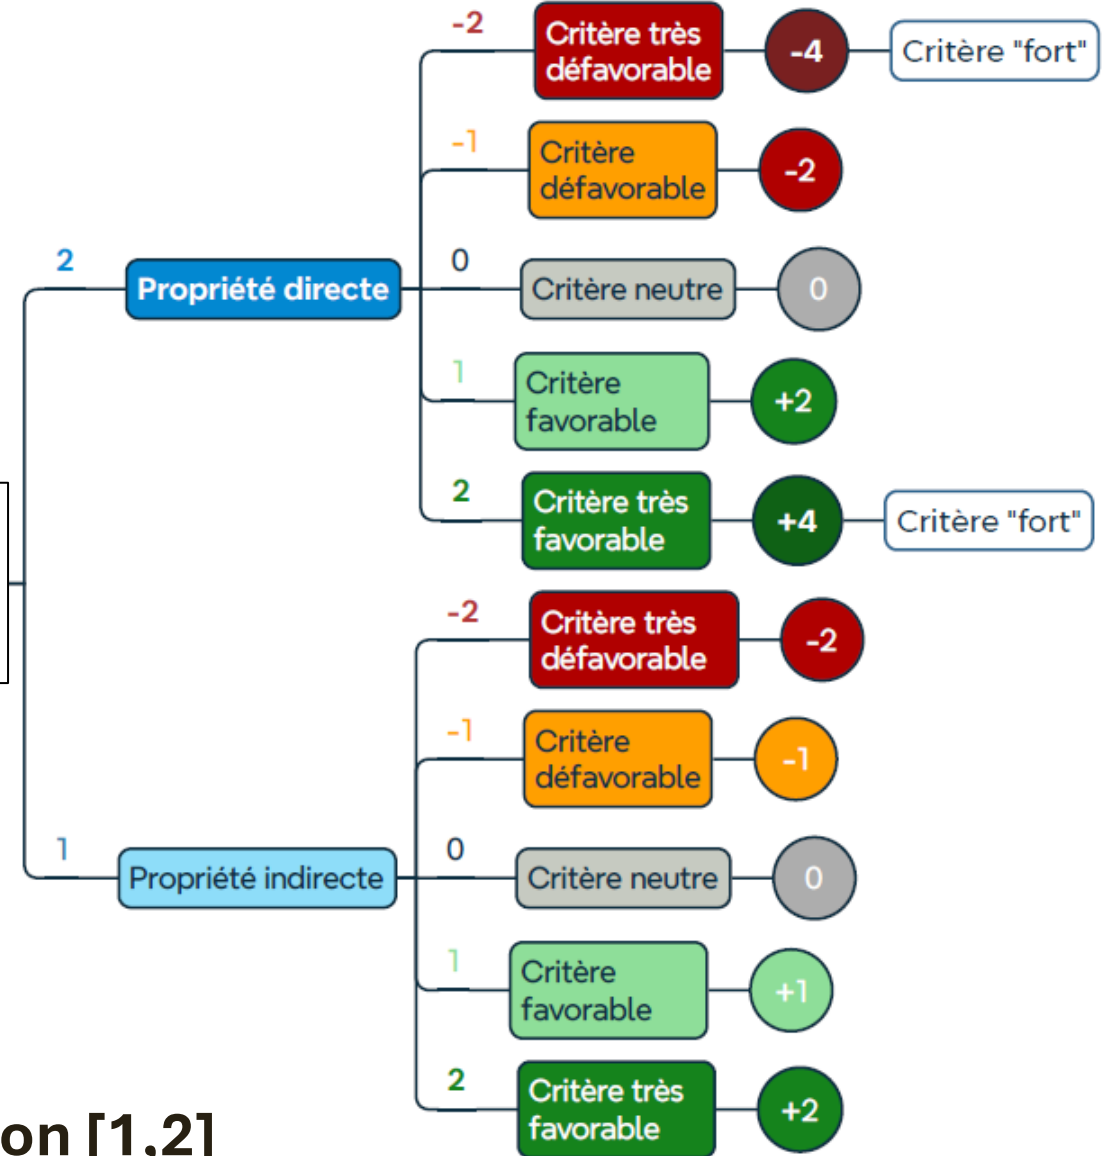 -2
Critère très
défavorable
-4
Critère "fort"
-1
Critère
défavorable
-2
2
Propriété directe
0
Critère neutre
0
1
Critère
favorable
+2
2
Critère très
favorable
+4
Critère "fort"
-2
Critère très
défavorable
-2
-1
Critère
défavorable
-1
1
Propriété indirecte
0
Critère neutre
0
1
Critère
favorable
+1
2
Critère très
favorable
+2
on [1,2]